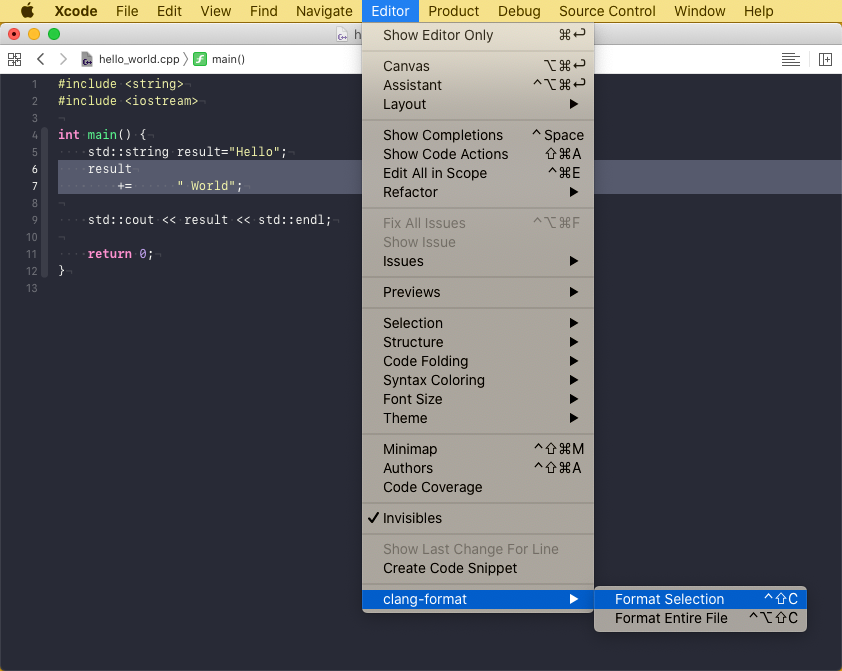 Xcode File Edit View Find Navigate Editor Product Debug Source Control Window Help
h
hello_world.cpp 〉 main()
1 #include <string>¬
2 #include <iostream>¬
3 ¬
4 int main() {¬
5 ····std::string result="Hello";¬
6 ····result¬
7 ········+=······" World";¬
8 ¬
9 ····std::cout << result << std::endl;¬
10 ¬
11 ····return 0;¬
12 }¬
13
Show Editor Only ⌘↩
Canvas ⌥⌘↩
Assistant ^⌥⌘↩
Layout ▶
Show Completions ^ Space
Show Code Actions ⇧⌘A
Edit All in Scope ^⌘E
Refactor ▶
Fix All Issues ^⌥⌘F
Show Issue
Issues ▶
Previews ▶
Selection ▶
Structure ▶
Code Folding ▶
Syntax Coloring ▶
Font Size ▶
Theme ▶
Minimap ^⇧⌘M
Authors ^⇧⌘A
Code Coverage
✓ Invisibles
Show Last Change For Line
Create Code Snippet
clang-format ▶
Format Selection ^⇧C
Format Entire File ^⌥⇧C